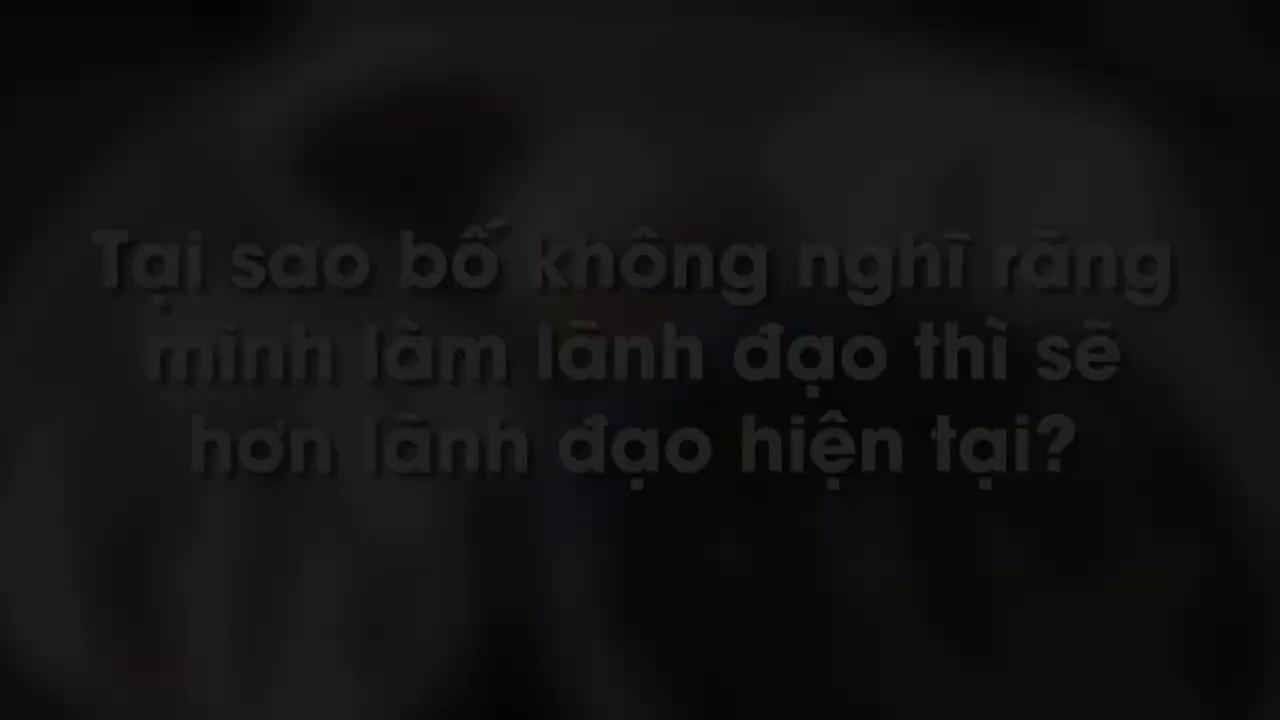 Tại sao bố không nghĩ rằng
mình làm lãnh đạo thì sẽ
hơn lãnh đạo hiện tại?